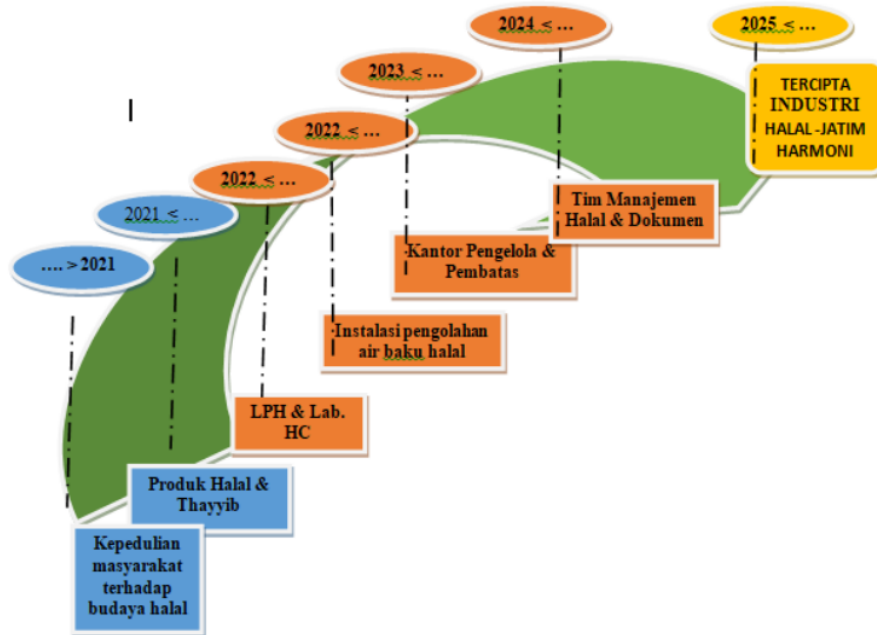 2024 < ...
2025 < ...
2023 < ...
TERCIPTA
INDUSTRI
HALAL -JATIM
HARMONI
2022 < ...
2022 < ...
2021 < ...
.... > 2021
Tim Manajemen
Halal & Dokumen
Kantor Pengelola &
Pembatas
Instalasi pengolahan
air baku halal
LPH & Lab.
HC
Produk Halal &
Thayyib
Kepedulian
masyarakat
terhadap
budaya halal